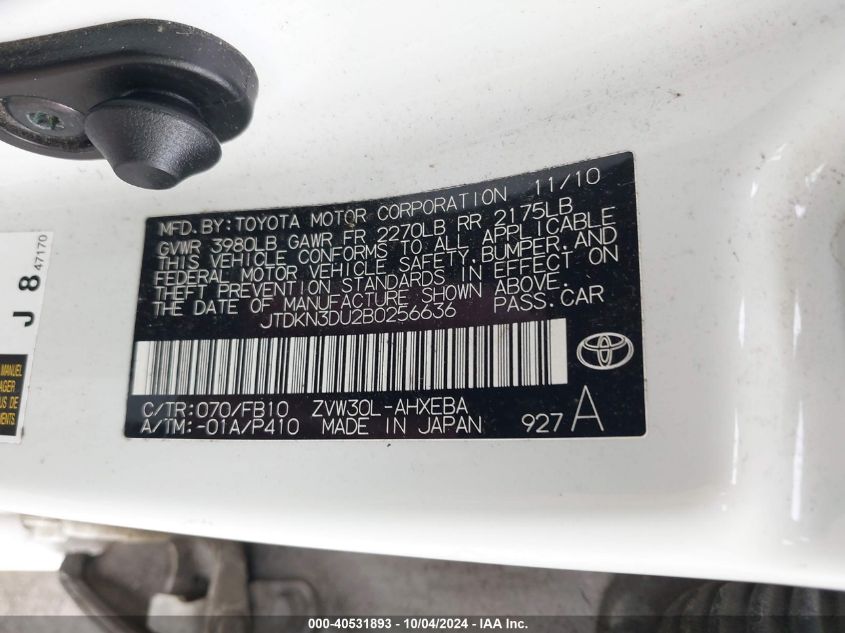 MFD. BY: TOYOTA MOTOR CORPORATION 11/10
GVWR 3980LB GAWR FR 2270LB RR 2175LB
THIS VEHICLE CONFORMS TO ALL APPLICABLE
FEDERAL MOTOR VEHICLE SAFETY,BUMPER,AND
THEFT PREVENTION STANDARDS IN EFFECT ON
THE DATE OF MANUFACTURE SHOWN ABOVE.
JTDKN3DU2B0256636 PASS.CAR
C/TR:070/FB10 ZVW30L-AHXEBA
A/TM:-01A/P410 MADE IN JAPAN 927 A
J 8 47170
MANUEL
000-40531893 - 10/04/2024 - IAA Inc.